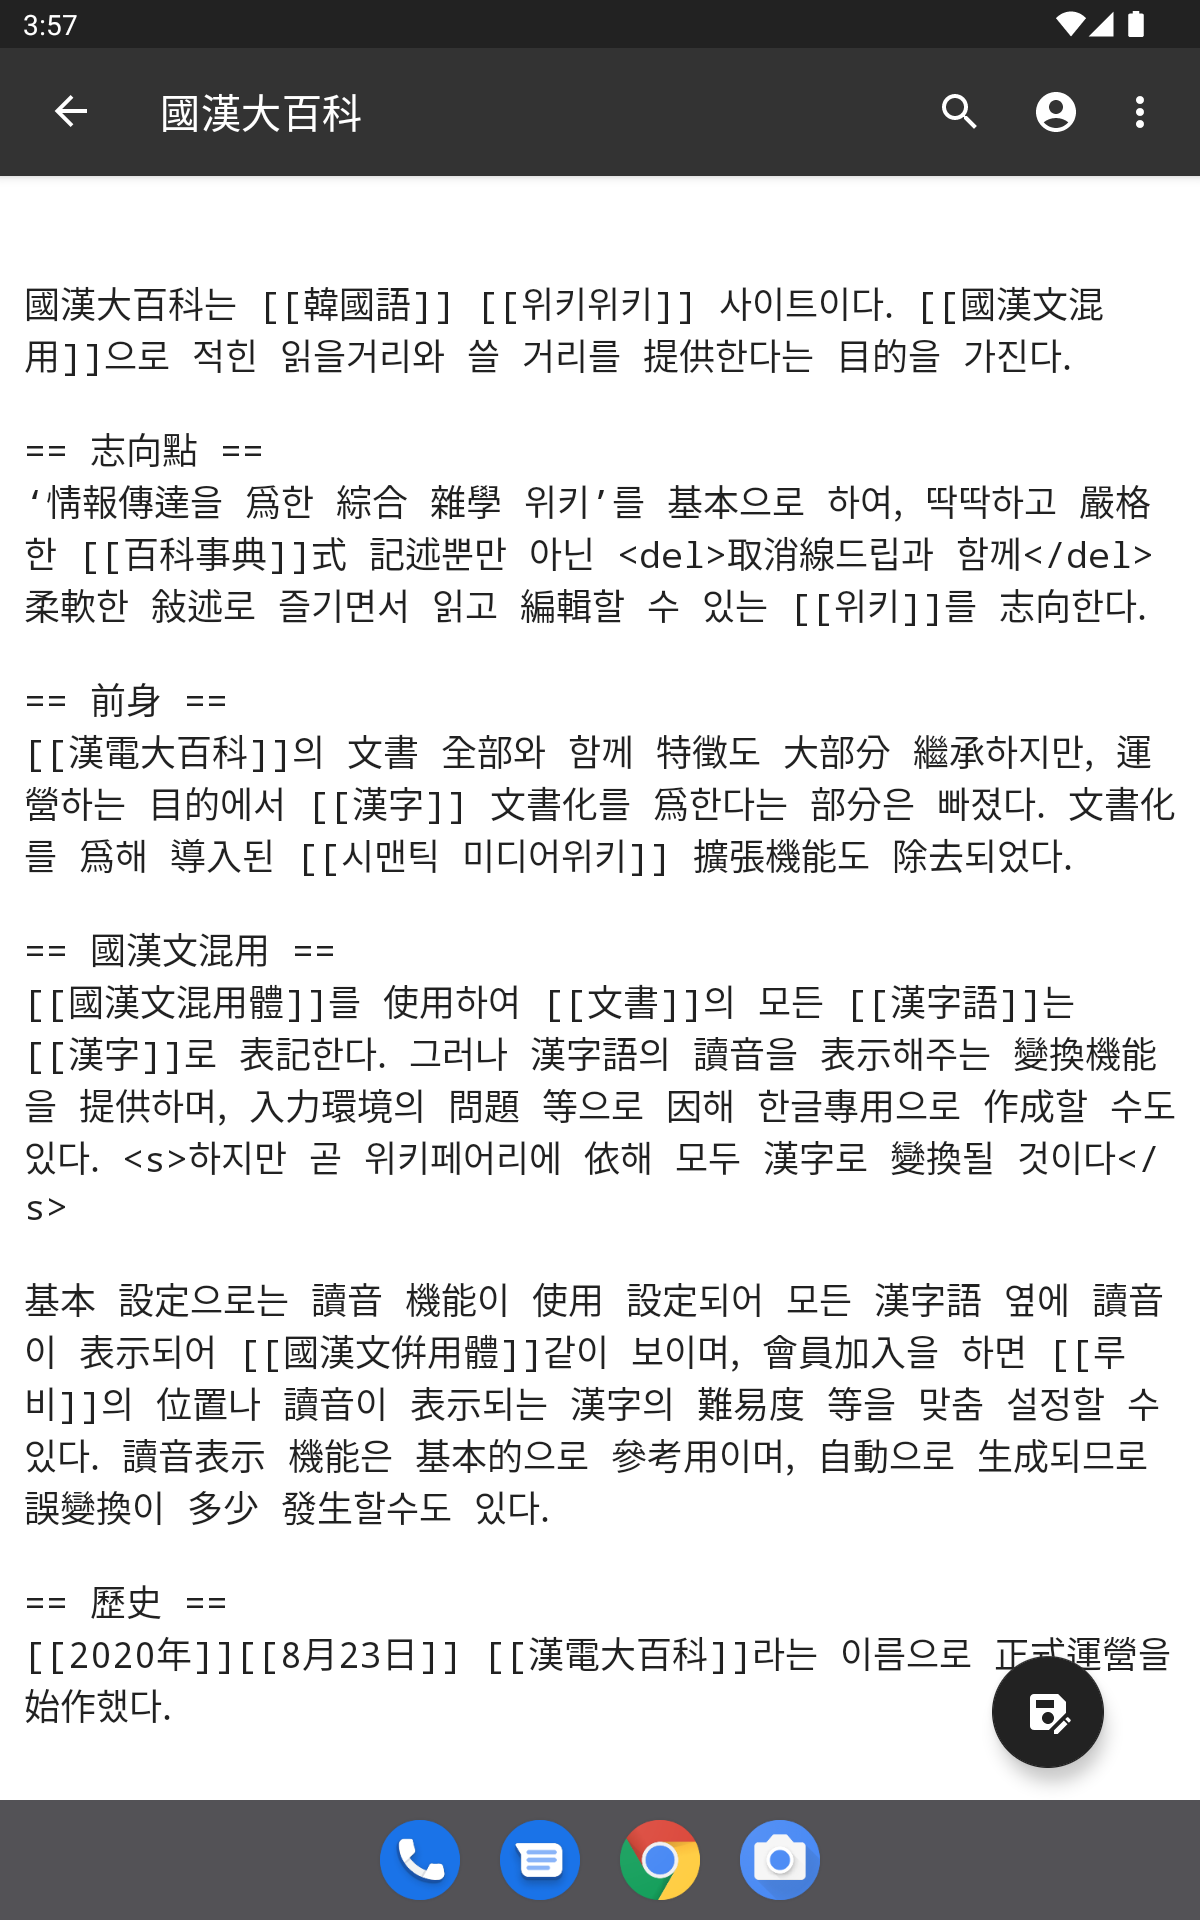 3:57
國漢大百科
國漢大百科는 [[韓國語]] [[위키위키]] 사이트이다. [[國漢文混
用]]으로 적힌 읽을거리와 쓸 거리를 提供한다는 目的을 가진다.
== 志向點 ==
‘情報傳達을 爲한 綜合 雜學 위키’를 基本으로 하여, 딱딱하고 嚴格
한 [[百科事典]]式 記述뿐만 아닌 <del>取消線드립과 함께</del>
柔軟한 敍述로 즐기면서 읽고 編輯할 수 있는 [[위키]]를 志向한다.
== 前身 ==
[[漢電大百科]]의 文書 全部와 함께 特徵도 大部分 繼承하지만, 運
營하는 目的에서 [[漢字]] 文書化를 爲한다는 部分은 빠졌다. 文書化
를 爲해 導入된 [[시맨틱 미디어위키]] 擴張機能도 除去되었다.
== 國漢文混用 ==
[[國漢文混用體]]를 使用하여 [[文書]]의 모든 [[漢字語]]는
[[漢字]]로 表記한다. 그러나 漢字語의 讀音을 表示해주는 變換機能
을 提供하며, 入力環境의 問題 等으로 因해 한글專用으로 作成할 수도
있다. <s>하지만 곧 위키페어리에 依해 모두 漢字로 變換될 것이다</
s>
基本 設定으로는 讀音 機能이 使用 設定되어 모든 漢字語 옆에 讀音
이 表示되어 [[國漢文倂用體]]같이 보이며, 會員加入을 하면 [[루
비]]의 位置나 讀音이 表示되는 漢字의 難易度 等을 맞춤 설정할 수
있다. 讀音表示 機能은 基本的으로 參考用이며, 自動으로 生成되므로
誤變換이 多少 發生할수도 있다.
== 歷史 ==
[[2020年]][[8月23日]] [[漢電大百科]]라는 이름으로 正式運營을
始作했다.